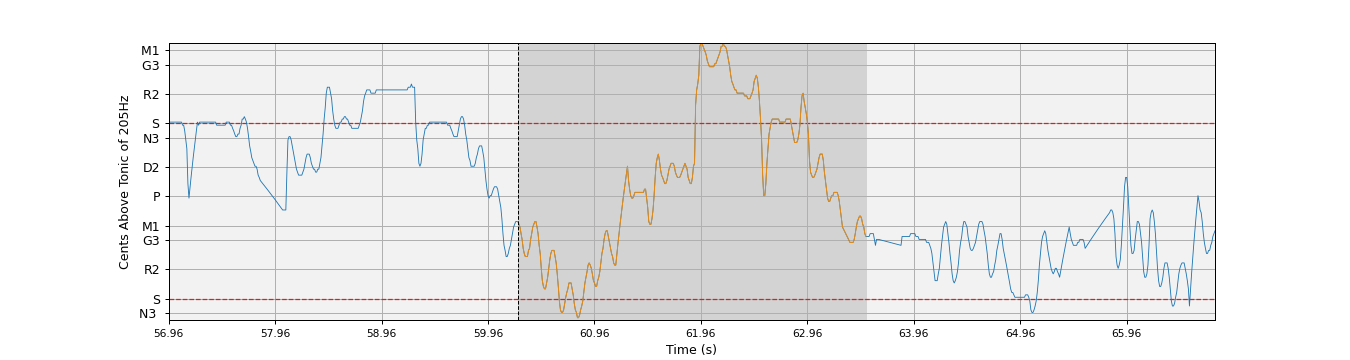 Cents Above Tonic of 205Hz
M1
G3
R2
S
N3
D2
P
M1
G3
R2
S
N3
56.96 57.96 58.96 59.96 60.96 61.96 62.96 63.96 64.96 65.96
Time (s)